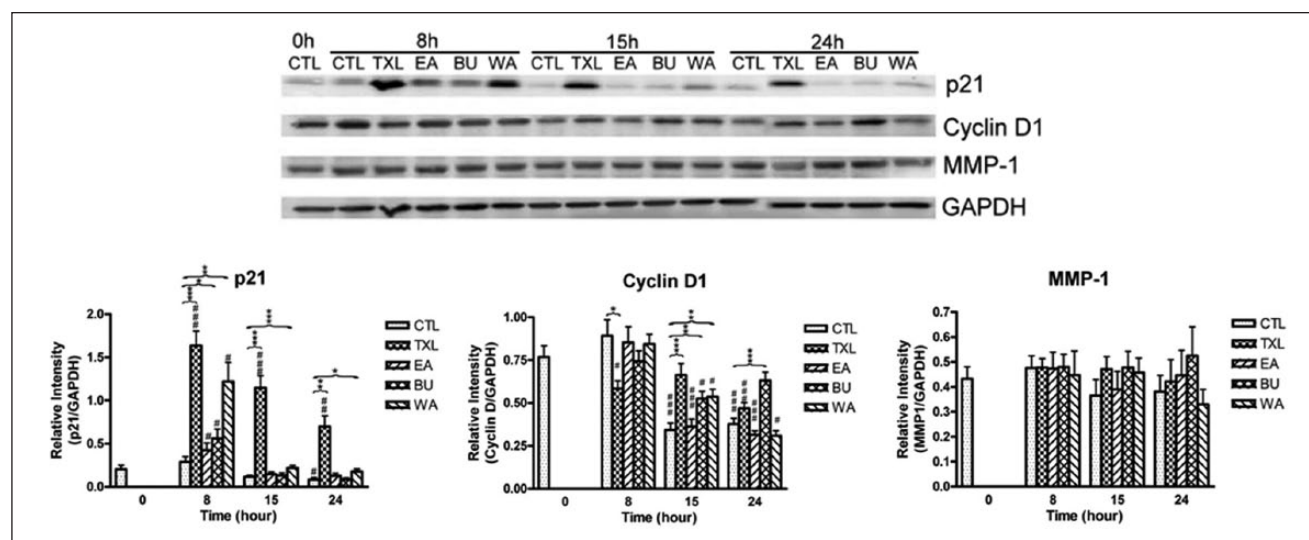 0h 8h 15h 24h
CTL CTL TXL EA BU WA CTL TXL EA BU WA CTL TXL EA BU WA
p21
Cyclin D1
MMP-1
GAPDH
p21
2.0
1.5
1.0
0.5
0.0
Relative Intensity
(p21/GAPDH)
0 8 15 24
Time (hour)
CTL
TXL
EA
BU
WA
Cyclin D1
1.00
0.75
0.50
0.25
0.00
Relative Intensity
(Cyclin D/GAPDH)
0 8 15 24
Time (hour)
CTL
TXL
EA
BU
WA
MMP-1
0.7
0.6
0.5
0.4
0.3
0.2
0.1
0.0
Relative Intensity
(MMP1/GAPDH)
0 8 15 24
Time (hour)
CTL
TXL
EA
BU
WA